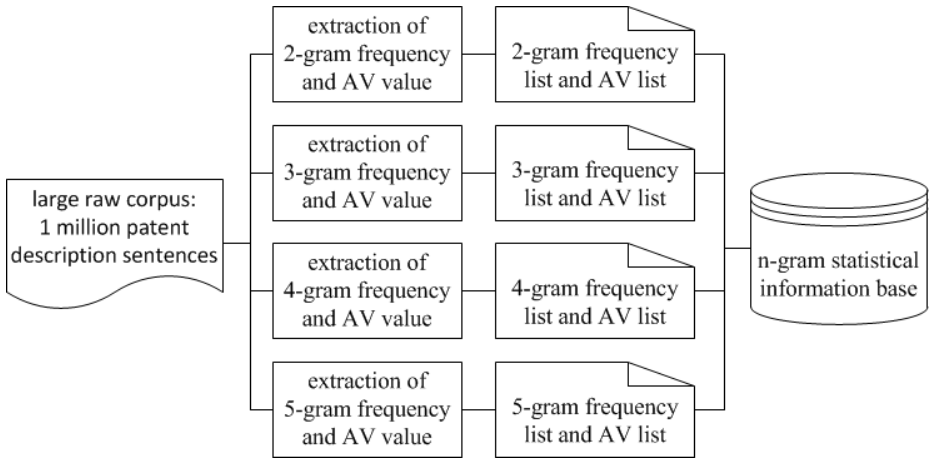 large raw corpus:
1 million patent
description sentences
extraction of
2-gram frequency
and AV value
2-gram frequency
list and AV list
extraction of
3-gram frequency
and AV value
3-gram frequency
list and AV list
extraction of
4-gram frequency
and AV value
4-gram frequency
list and AV list
extraction of
5-gram frequency
and AV value
5-gram frequency
list and AV list
n-gram statistical
information base